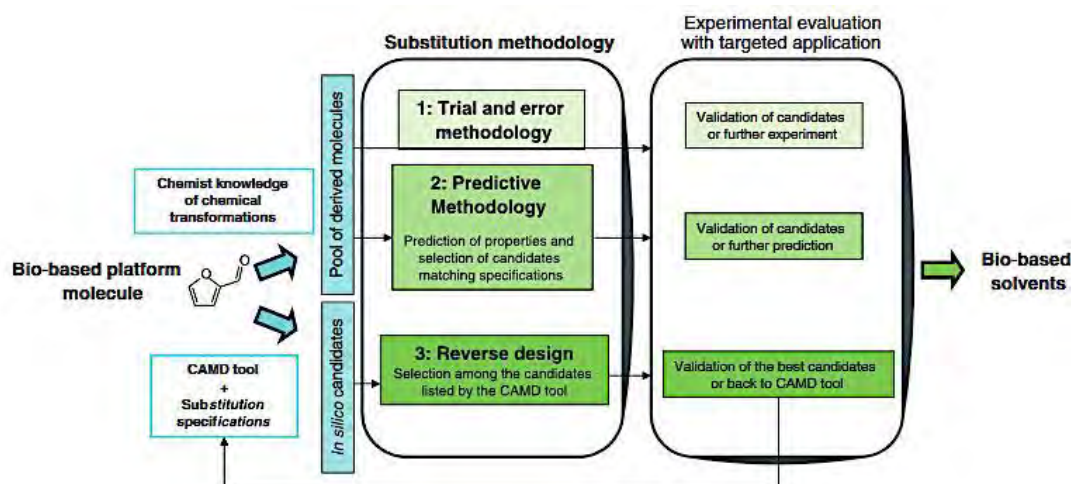 Substitution methodology
Experimental evaluation
with targeted application
Chemist knowledge
of chemical
transformations
Bio-based platform
molecule
O
O
CAMD tool
+
Substitution
specifications
Pool of derived molecules
In silico candidates
1: Trial and error
methodology
2: Predictive
Methodology
Prediction of properties and
selection of candidates
matching specifications
3: Reverse design
Selection among the candidates
listed by the CAMD tool
Validation of candidates
or further experiment
Validation of candidates
or further prediction
Validation of the best candidates
or back to CAMD tool
Bio-based
solvents